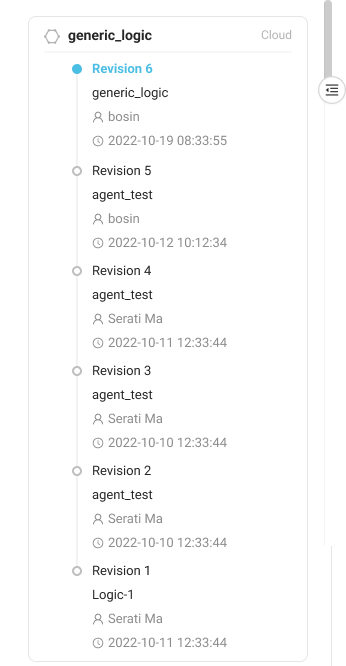 generic_logic Cloud
Revision 6
generic_logic
bosin
2022-10-19 08:33:55
Revision 5
agent_test
bosin
2022-10-12 10:12:34
Revision 4
agent_test
Serati Ma
2022-10-11 12:33:44
Revision 3
agent_test
Serati Ma
2022-10-10 12:33:44
Revision 2
agent_test
Serati Ma
2022-10-10 12:33:44
Revision 1
Logic-1
Serati Ma
2022-10-11 12:33:44